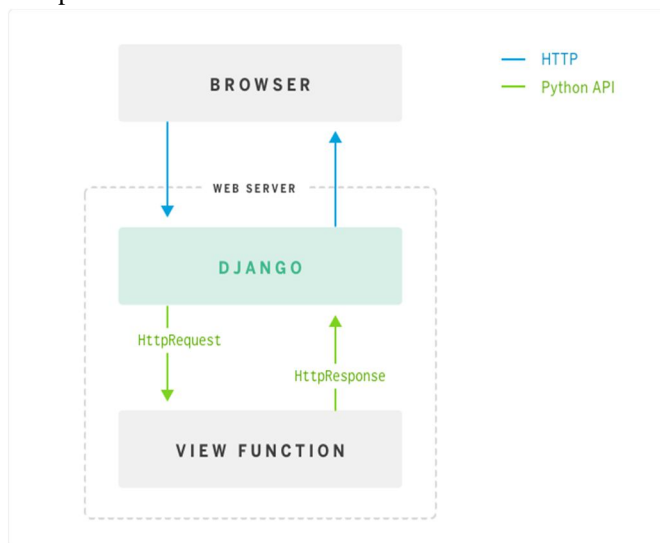 BROWSER
HTTP
Python API
WEB SERVER
DJANGO
HttpRequest
HttpResponse
VIEW FUNCTION